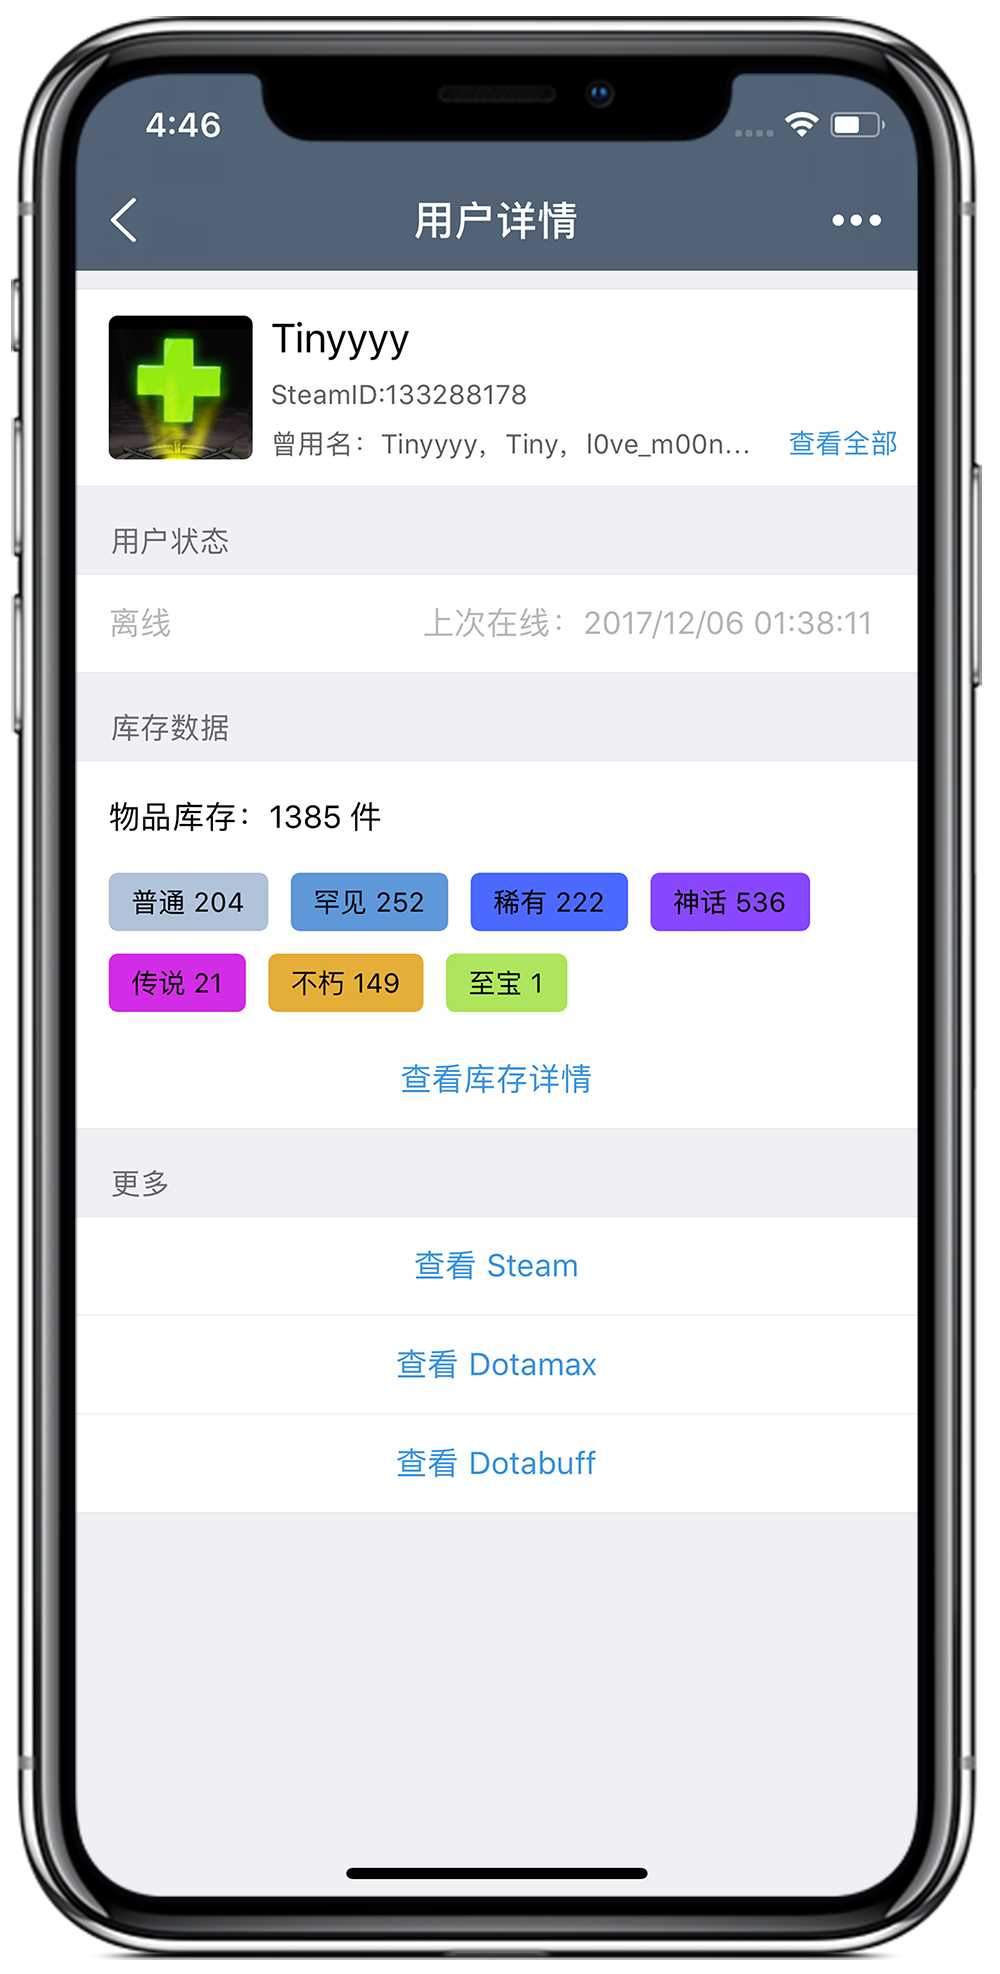 4:46
用户详情
Tinyyyy
SteamID:133288178
曾用名：Tinyyyy，Tiny，l0ve_m00n... 查看全部
用户状态
离线 上次在线：2017/12/06 01:38:11
库存数据
物品库存：1385 件
普通 204 罕见 252 稀有 222 神话 536
传说 21 不朽 149 至宝 1
查看库存详情
更多
查看 Steam
查看 Dotamax
查看 Dotabuff